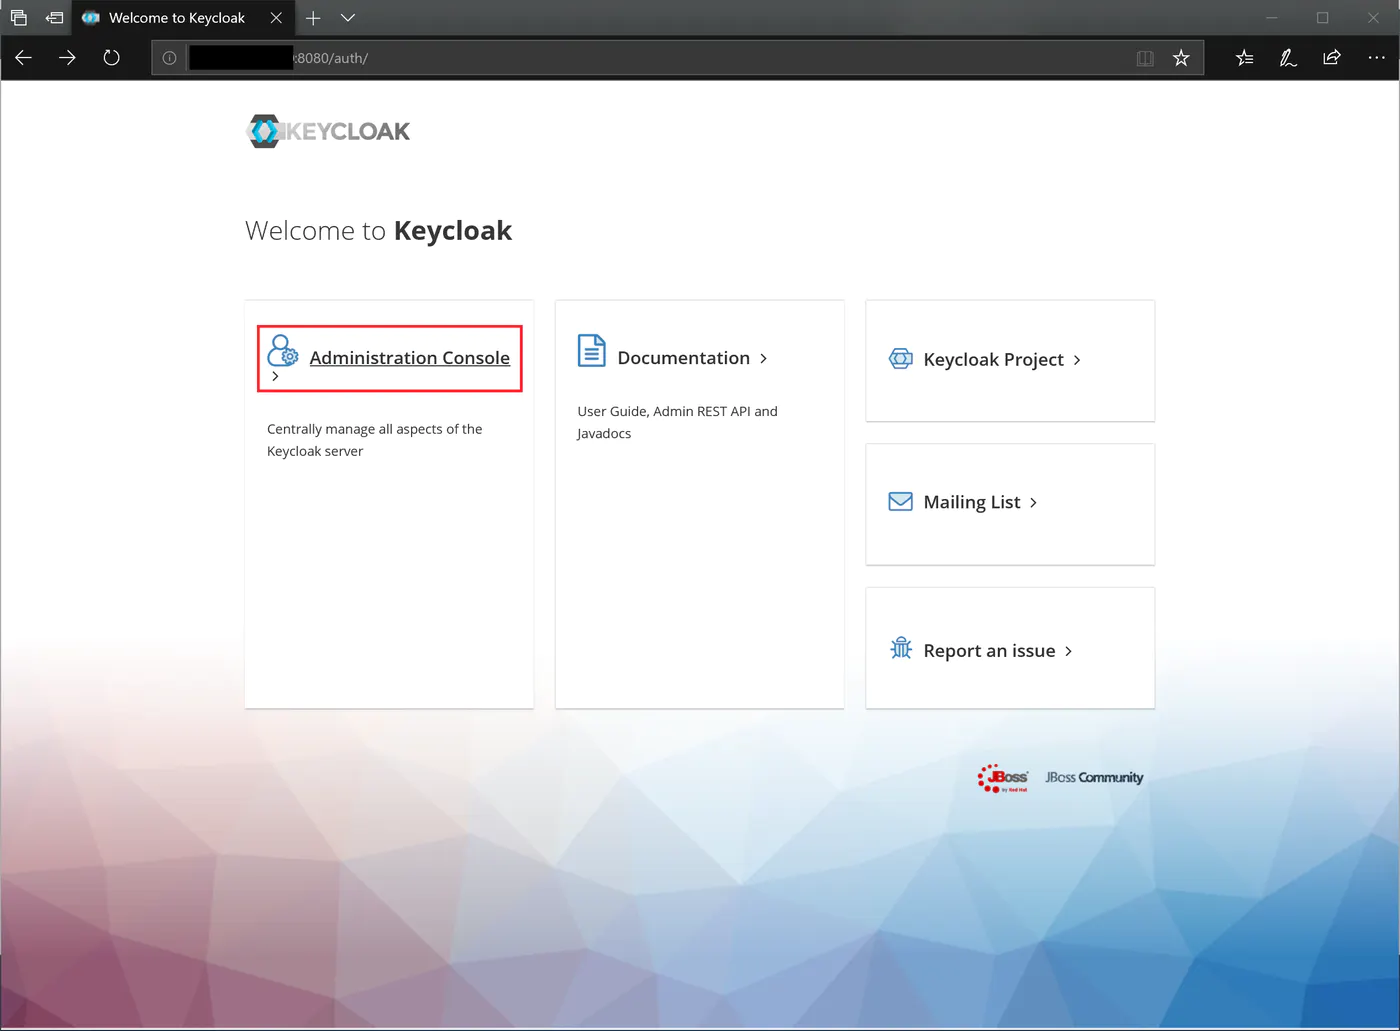 Welcome to Keycloak
:8080/auth/
KEYCLOAK
Welcome to Keycloak
Administration Console
Centrally manage all aspects of the
Keycloak server
Documentation
User Guide, Admin REST API and
Javadocs
Keycloak Project
Mailing List
Report an issue
JBoss
by Red Hat
JBoss Community